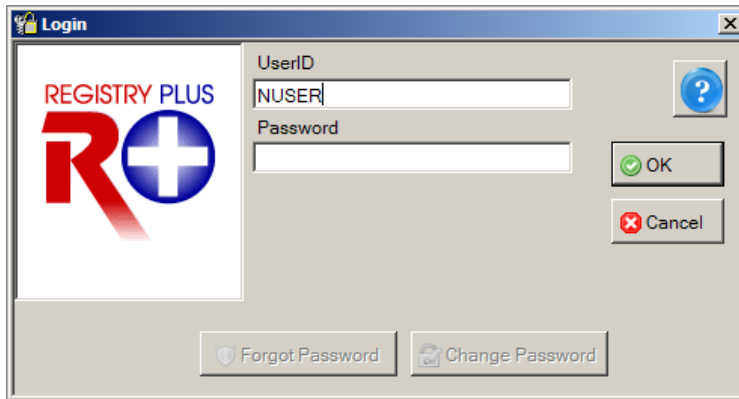 Login
REGISTRY PLUS
R+
UserID
NUSER
Password
?
OK
Cancel
Forgot Password
Change Password